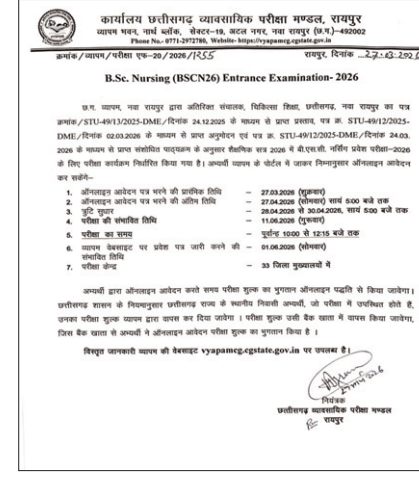 कार्यालय छत्तीसगढ़ व्यावसायिक परीक्षा मण्डल, रायपुर
व्यापम भवन, नार्थ ब्लॉक, सेक्टर-19, अटल नगर, नवा रायपुर (छ.ग.)-492002
Phone No.- 0771-2972780, Website- https://vyapamcg.cgstate.gov.in
क्रमांक/व्यापम/परीक्षा एफ-20/2026/1255 रायपुर, दिनांक 27-03-2026
B.Sc. Nursing (BSCN26) Entrance Examination- 2026
छ.ग. व्यापम, नवा रायपुर द्वारा अतिरिक्त संचालक, चिकित्सा शिक्षा, छत्तीसगढ़, नवा रायपुर का पत्र
क्रमांक/STU-49/13/2025-DME/दिनांक 24.12.2025 के माध्यम से प्राप्त प्रस्ताव, पत्र क्र. STU-49/12/2025-
DME/दिनांक 02.03.2026 के माध्यम से प्राप्त अनुमोदन एवं पत्र क्र. STU-49/12/2025-DME/दिनांक 24.03.
2026 के माध्यम से प्राप्त संशोधित पाठ्यक्रम के अनुसार शैक्षणिक सत्र 2026 में बी.एस.सी. नर्सिंग प्रवेश परीक्षा-2026
के लिए परीक्षा कार्यक्रम निर्धारित किया गया है। अभ्यर्थी व्यापम के पोर्टल में जाकर निम्नानुसार ऑनलाइन आवेदन
कर सकेंगे–
1. ऑनलाइन आवेदन पत्र भरने की प्रारंभिक तिथि – 27.03.2026 (शुक्रवार)
2. ऑनलाइन आवेदन पत्र भरने की अंतिम तिथि – 27.04.2026 (सोमवार) सायं 5:00 बजे तक
3. त्रुटि सुधार – 28.04.2026 से 30.04.2026, सायं 5:00 बजे तक
4. परीक्षा की संभावित तिथि – 11.06.2026 (गुरूवार)
5. परीक्षा का समय – पूर्वान्ह 10:00 से 12:15 बजे तक
6. व्यापम वेबसाइट पर प्रवेश पत्र जारी करने की – 01.06.2026 (सोमवार)
संभावित तिथि
7. परीक्षा केन्द्र – 33 जिला मुख्यालयों में
अभ्यर्थी द्वारा ऑनलाइन आवेदन करते समय परीक्षा शुल्क का भुगतान ऑनलाइन पद्धति से किया जावेगा।
छत्तीसगढ़ शासन के नियमानुसार छत्तीसगढ़ राज्य के स्थानीय निवासी अभ्यर्थी, जो परीक्षा में उपस्थित होते हैं,
उनका परीक्षा शुल्क व्यापम द्वारा वापस कर दिया जावेगा । परीक्षा शुल्क उसी बैंक खाता में वापस किया जावेगा,
जिस बैंक खाता से अभ्यर्थी ने ऑनलाइन आवेदन परीक्षा शुल्क का भुगतान किया है ।
विस्तृत जानकारी व्यापम की वेबसाइट vyapamcg.cgstate.gov.in पर उपलब्ध है।
नियंत्रक
छत्तीसगढ़ व्यावसायिक परीक्षा मण्डल
रायपुर